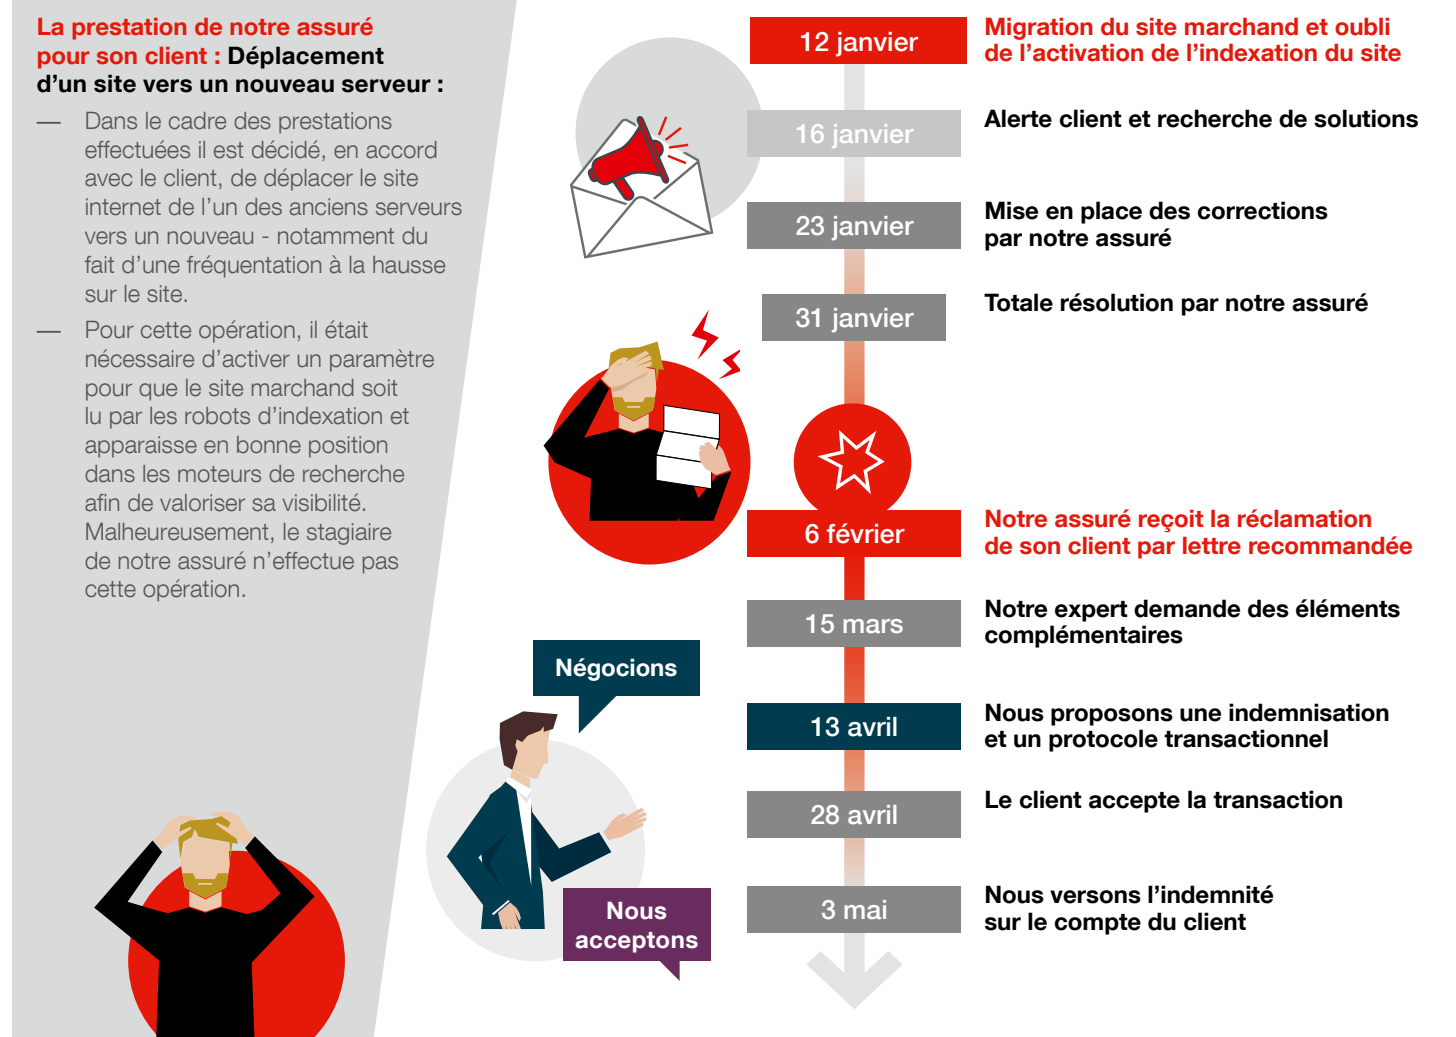 La prestation de notre assuré
pour son client : Déplacement
d’un site vers un nouveau serveur :
— Dans le cadre des prestations
effectuées il est décidé, en accord
avec le client, de déplacer le site
internet de l’un des anciens serveurs
vers un nouveau - notamment du
fait d’une fréquentation à la hausse
sur le site.
— Pour cette opération, il était
nécessaire d’activer un paramètre
pour que le site marchand soit
lu par les robots d’indexation et
apparaisse en bonne position
dans les moteurs de recherche
afin de valoriser sa visibilité.
Malheureusement, le stagiaire
de notre assuré n’effectue pas
cette opération.
12 janvier
Migration du site marchand et oubli
de l’activation de l’indexation du site
16 janvier
Alerte client et recherche de solutions
23 janvier
Mise en place des corrections
par notre assuré
31 janvier
Totale résolution par notre assuré
6 février
Notre assuré reçoit la réclamation
de son client par lettre recommandée
15 mars
Notre expert demande des éléments
complémentaires
Négocions
13 avril
Nous proposons une indemnisation
et un protocole transactionnel
28 avril
Le client accepte la transaction
Nous
acceptons
3 mai
Nous versons l’indemnité
sur le compte du client